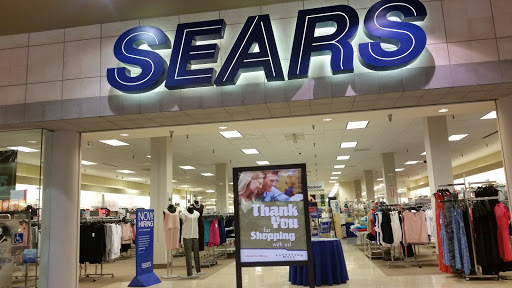 SEARS
NOW
HIRING
Thank
You
for
Shopping
with us!